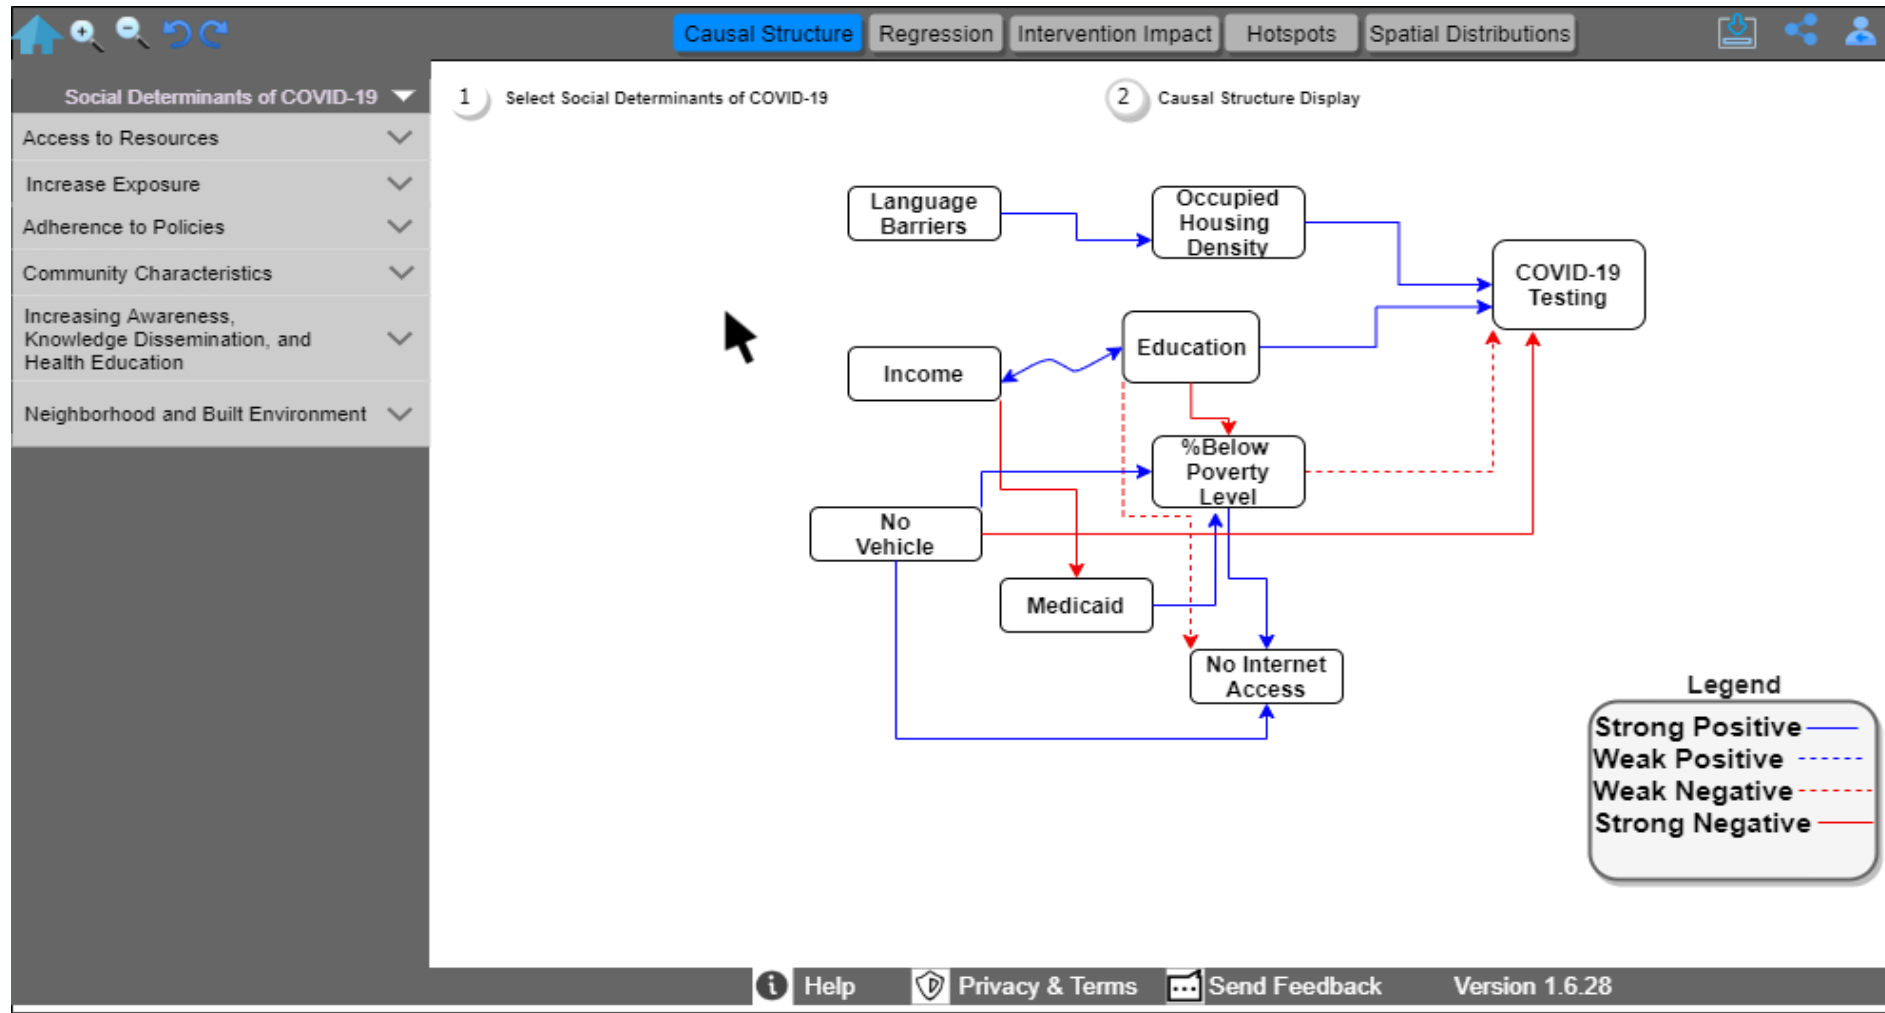 Causal Structure
Regression
Intervention Impact
Hotspots
Spatial Distributions
Social Determinants of COVID-19
Access to Resources
Increase Exposure
Adherence to Policies
Community Characteristics
Increasing Awareness,
Knowledge Dissemination, and
Health Education
Neighborhood and Built Environment
1
Select Social Determinants of COVID-19
2
Causal Structure Display
Language
Barriers
Occupied
Housing
Density
COVID-19
Testing
Education
Income
%Below
Poverty
Level
No
Vehicle
Medicaid
No Internet
Access
Legend
Strong Positive
Weak Positive
Weak Negative
Strong Negative
Help
Privacy & Terms
Send Feedback
Version 1.6.28